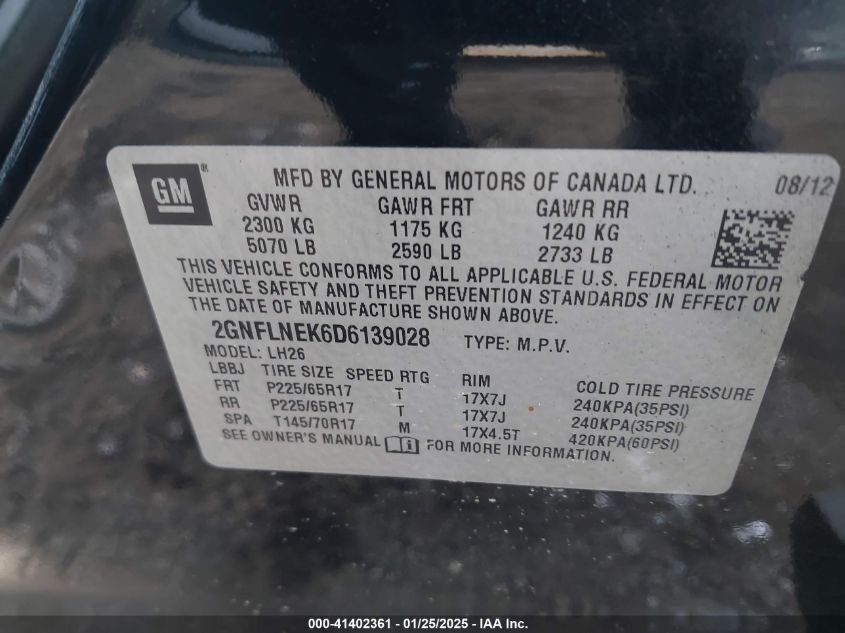 GM ® MFD BY GENERAL MOTORS OF CANADA LTD. 08/12
GVWR GAWR FRT GAWR RR
2300 KG 1175 KG 1240 KG
5070 LB 2590 LB 2733 LB
THIS VEHICLE CONFORMS TO ALL APPLICABLE U.S. FEDERAL MOTOR
VEHICLE SAFETY AND THEFT PREVENTION STANDARDS IN EFFECT ON
THE DATE OF MANUFACTURE SHOWN ABOVE.
2GNFLNEK6D6139028 TYPE: M.P.V.
MODEL: LH26
LBBJ TIRE SIZE SPEED RTG RIM COLD TIRE PRESSURE
FRT P225/65R17 T 17X7J 240KPA(35PSI)
RR P225/65R17 T 17X7J 240KPA(35PSI)
SPA T145/70R17 M 17X4.5T 420KPA(60PSI)
SEE OWNER'S MANUAL FOR MORE INFORMATION.
000-41402361 - 01/25/2025 - IAA Inc.